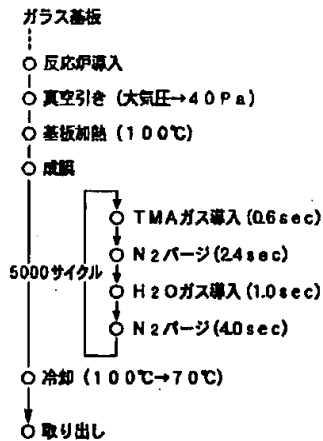 ガラス基板
反応炉導入
真空引き (大気圧→40Pa)
基板加熱 (100℃)
成膜
TMAガス導入 (0.6sec)
N2パージ (2.4sec)
5000サイクル
H2Oガス導入 (1.0sec)
N2パージ (4.0sec)
冷却 (100℃→70℃)
取り出し